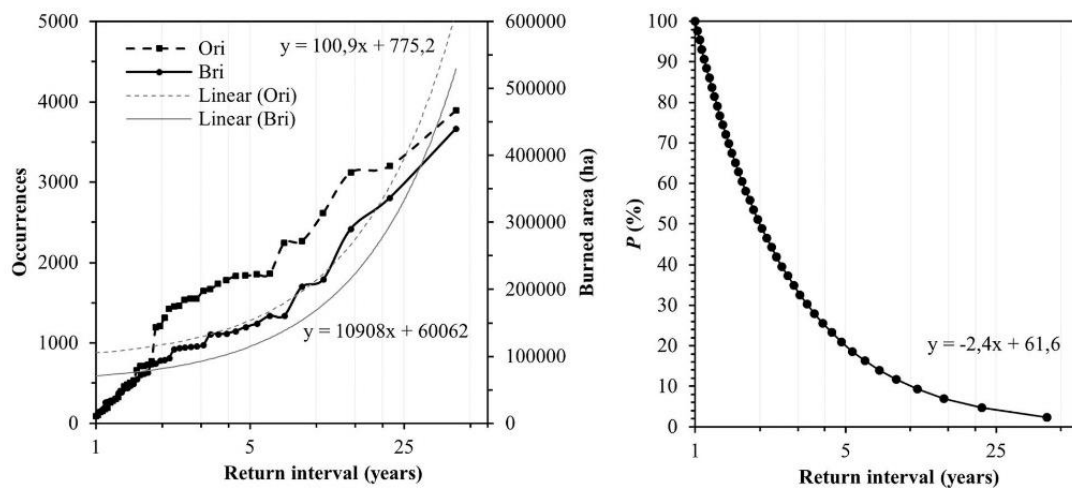 5000
4000
3000
2000
1000
0
Occurrences
Ori
Bri
Linear (Ori)
Linear (Bri)
y = 100,9x + 775,2
y = 10908x + 60062
600000
500000
400000
300000
200000
100000
0
Burned area (ha)
1
5
25
Return interval (years)
100
90
80
70
60
50
40
30
20
10
0
P (%)
y = -2,4x + 61,6
1
5
25
Return interval (years)